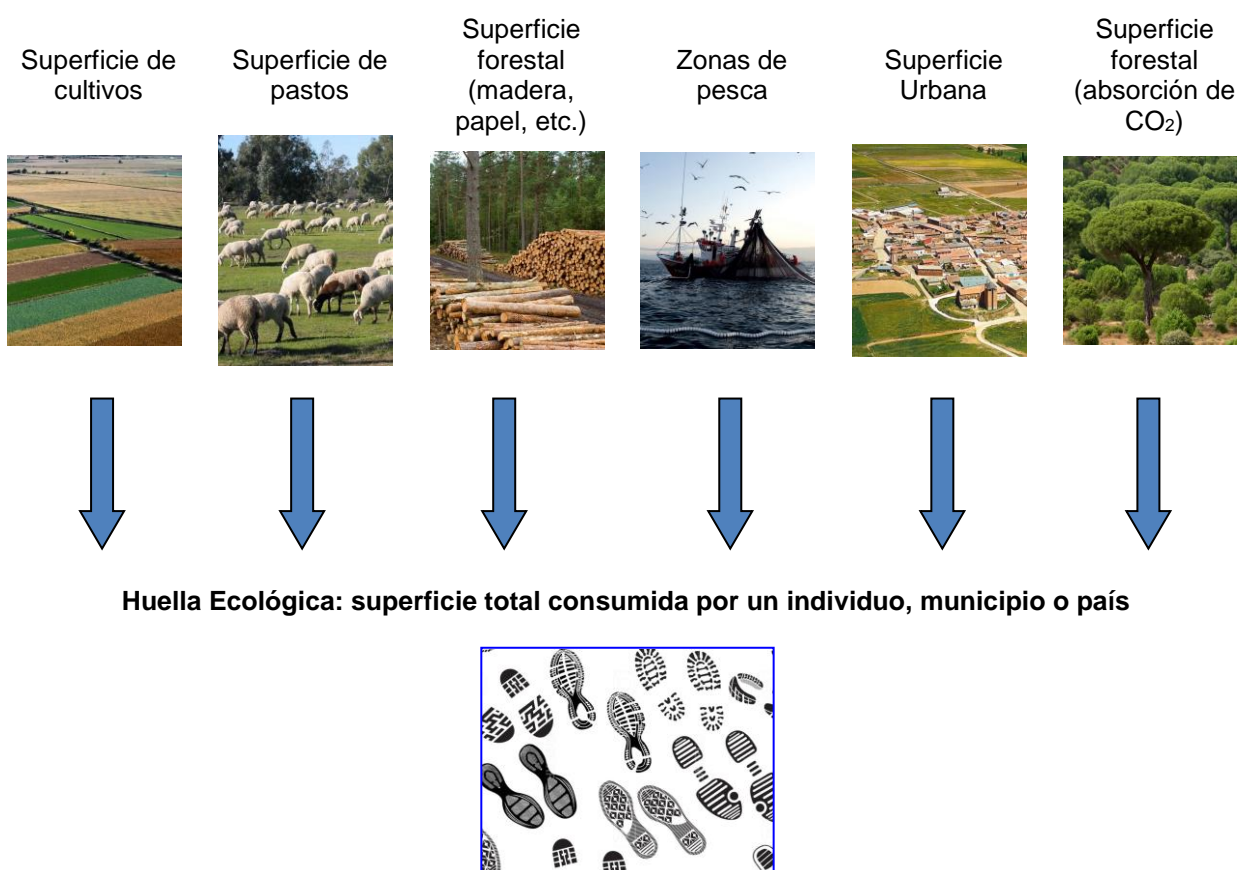 Superficie de
cultivos
Superficie de
pastos
Superficie
forestal
(madera,
papel, etc.)
Zonas de
pesca
Superficie
Urbana
Superficie
forestal
(absorción de
CO₂)
Huella Ecológica: superficie total consumida por un individuo, municipio o país